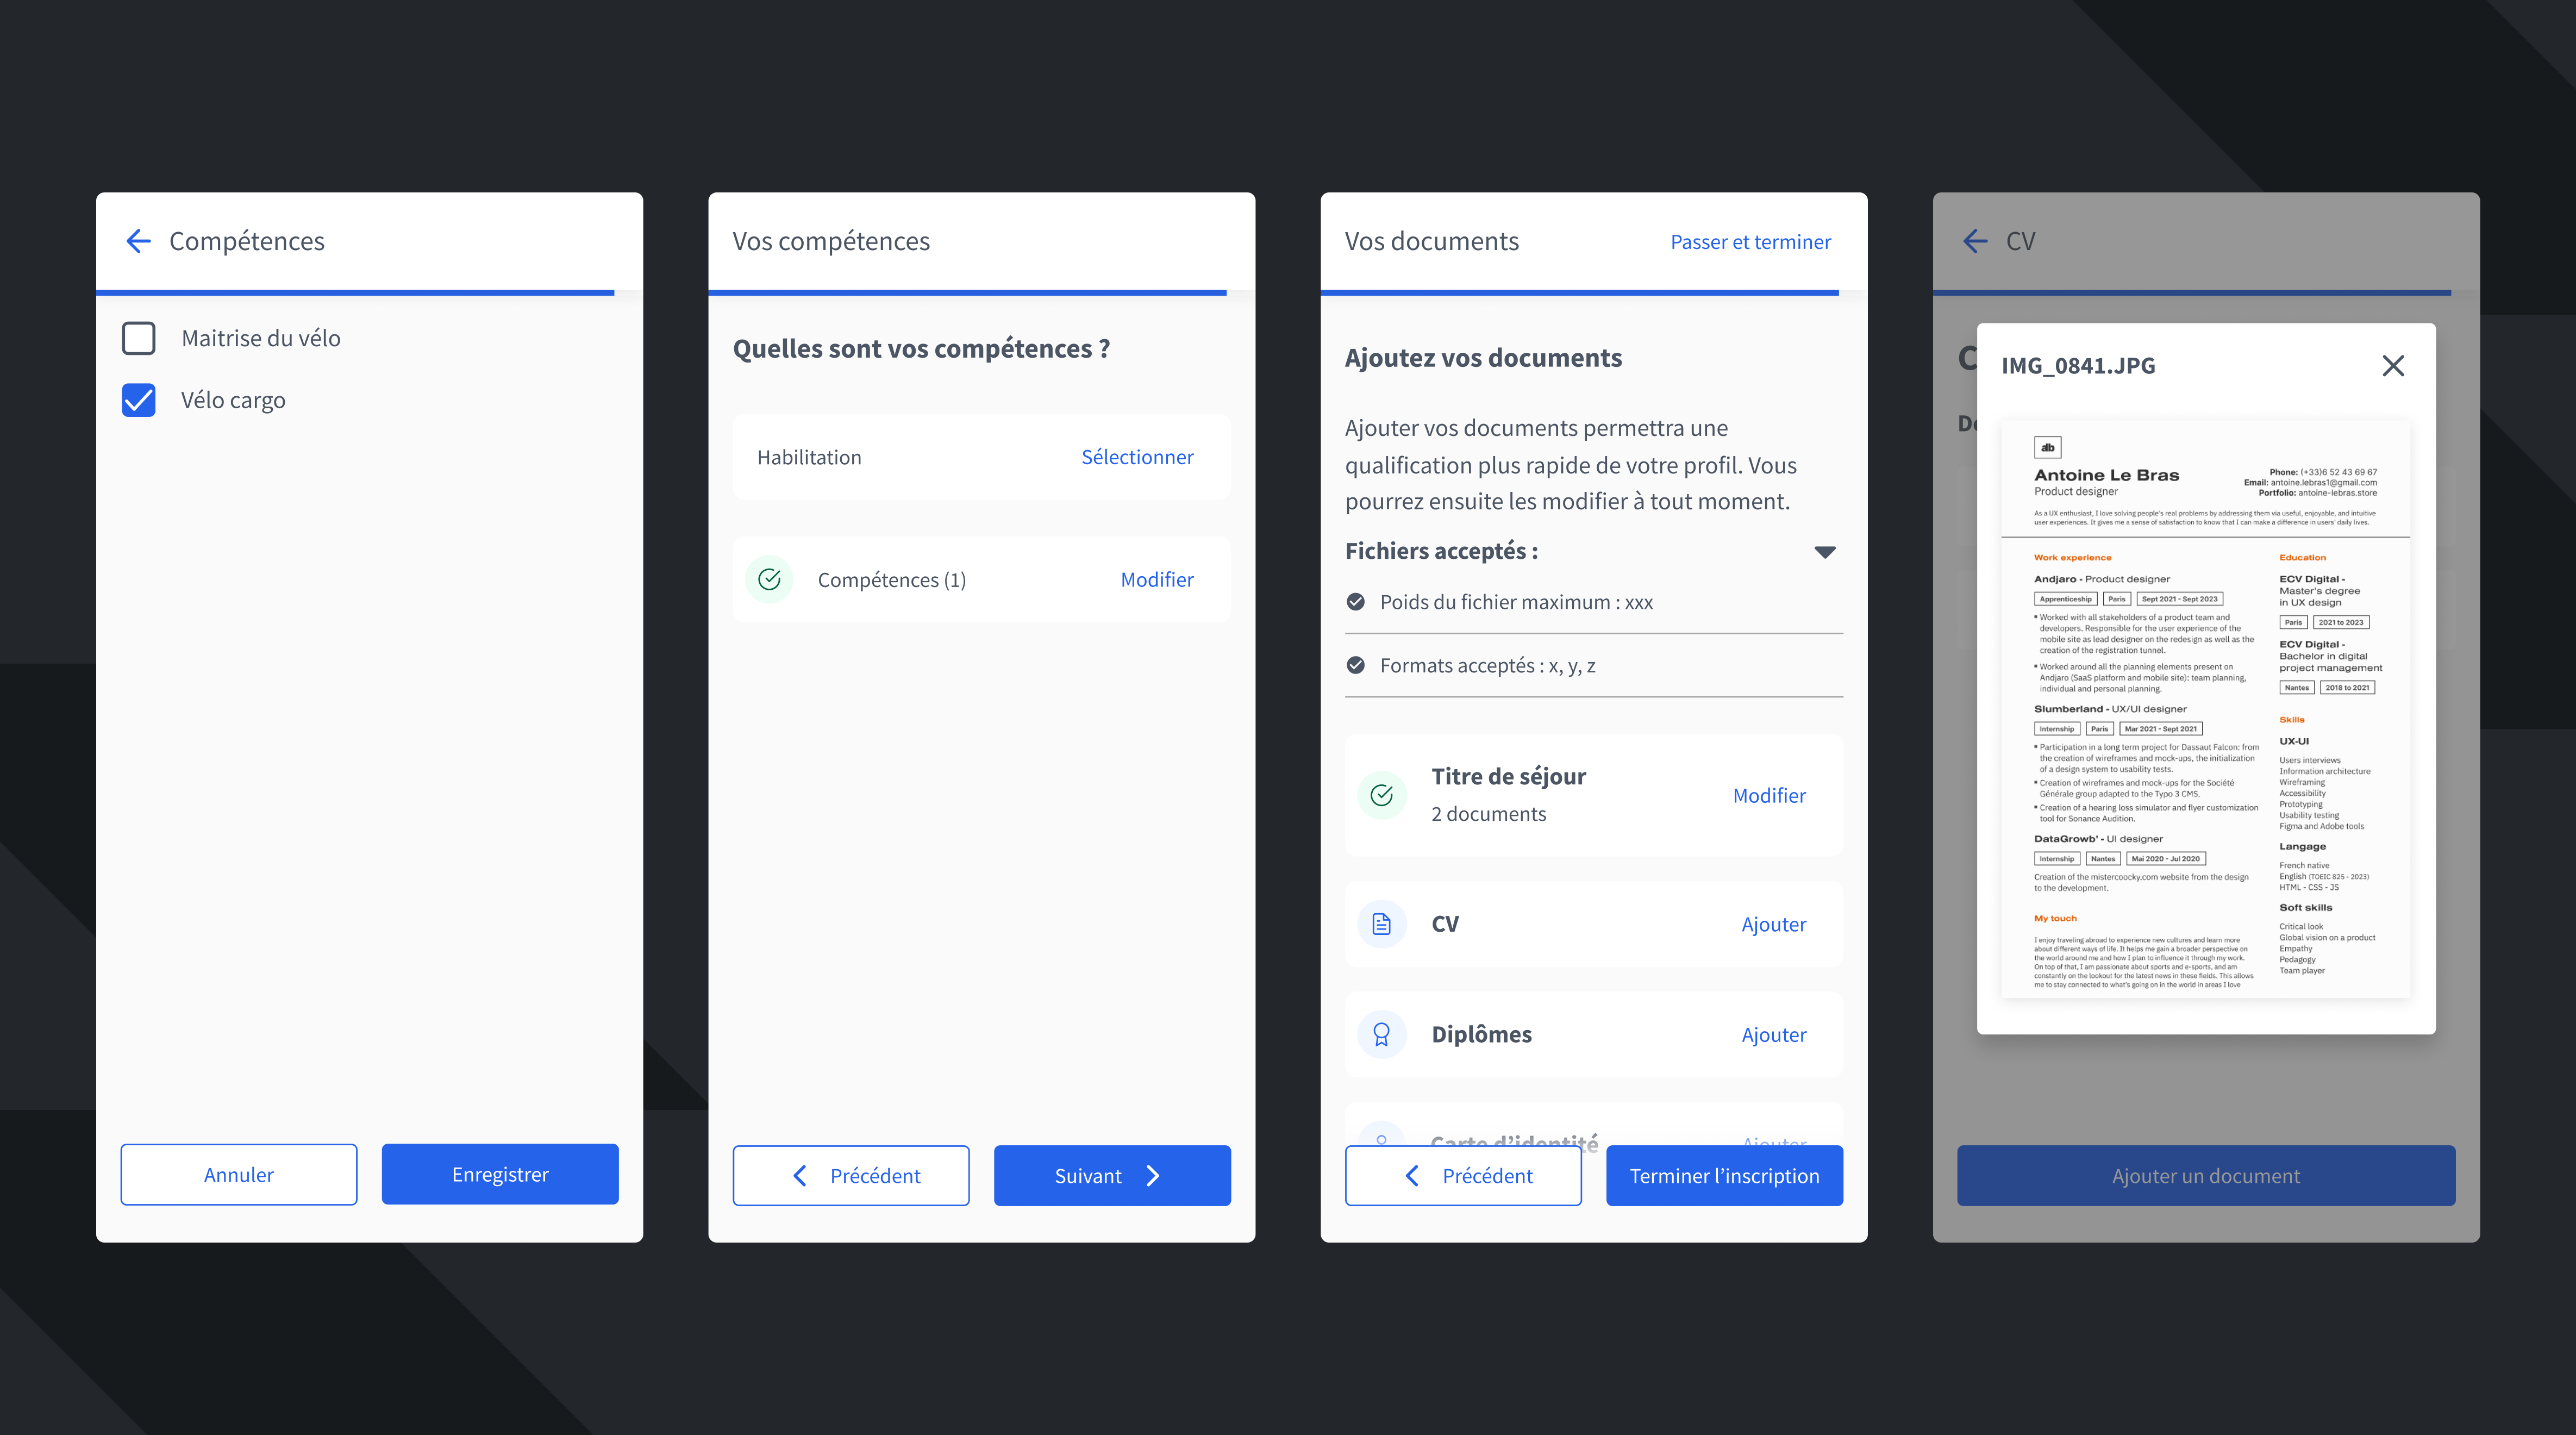 Compétences
Maitrise du vélo
Vélo cargo
Annuler
Enregistrer
Vos compétences
Quelles sont vos compétences ?
Habilitation
Sélectionner
Compétences (1)
Modifier
Précédent
Suivant
Vos documents
Passer et terminer
Ajoutez vos documents
Ajouter vos documents permettra une
qualification plus rapide de votre profil. Vous
pourrez ensuite les modifier à tout moment.
Fichiers acceptés :
Poids du fichier maximum : xxx
Formats acceptés : x, y, z
Titre de séjour
2 documents
Modifier
CV
Ajouter
Diplômes
Ajouter
Carte d’identité
Ajouter
Précédent
Terminer l’inscription
CV
C
De
IMG_0841.JPG
alb
Antoine Le Bras
Product designer
Phone: (+33)6 52 43 69 67
Email: antoine.lebras1@gmail.com
Portfolio: antoine-lebras.store
As a UX enthusiast, I love solving people's real problems by addressing them via useful, enjoyable, and intuitive
user experiences. It gives me a sense of satisfaction to know that I can make a difference in users' daily lives.
Work experience
Andjaro - Product designer
Apprenticeship Paris Sept 2021 - Sept 2023
Worked with all stakeholders of a product team and
developers. Responsible for the user experience of the
mobile site as lead designer on the redesign as well as the
creation of the registration tunnel.
Worked around all the planning elements present on
Andjaro (SaaS platform and mobile site): team planning,
individual and personal planning.
Slumberland - UX/UI designer
Internship Paris Mar 2021 - Sept 2021
Participation in a long term project for Dassaut Falcon: from
the creation of wireframes and mock-ups, the initialization
of a design system to usability tests.
Creation of wireframes and mock-ups for the Société
Générale group adapted to the Typo 3 CMS.
Creation of a hearing loss simulator and flyer customization
tool for Sonance Audition.
DataGrowb' - UI designer
Internship Nantes Mai 2020 - Jul 2020
Creation of the mistercoocky.com website from the design
to the development.
My touch
I enjoy traveling abroad to experience new cultures and learn more
about different ways of life. It helps me gain a broader perspective on
the world around me and how I plan to influence it through my work.
On top of that, I am passionate about sports and e-sports, and am
constantly on the lookout for the latest news in these fields. This allows
me to stay connected to what's going on in the world in areas I love
Education
ECV Digital -
Master's degree
in UX design
Paris 2021 to 2023
ECV Digital -
Bachelor in digital
project management
Nantes 2018 to 2021
Skills
UX-UI
Users interviews
Information architecture
Wireframing
Accessibility
Prototyping
Usability testing
Figma and Adobe tools
Langage
French native
English (TOEIC 825 - 2023)
HTML - CSS - JS
Soft skills
Critical look
Global vision on a product
Empathy
Pedagogy
Team player
Ajouter un document